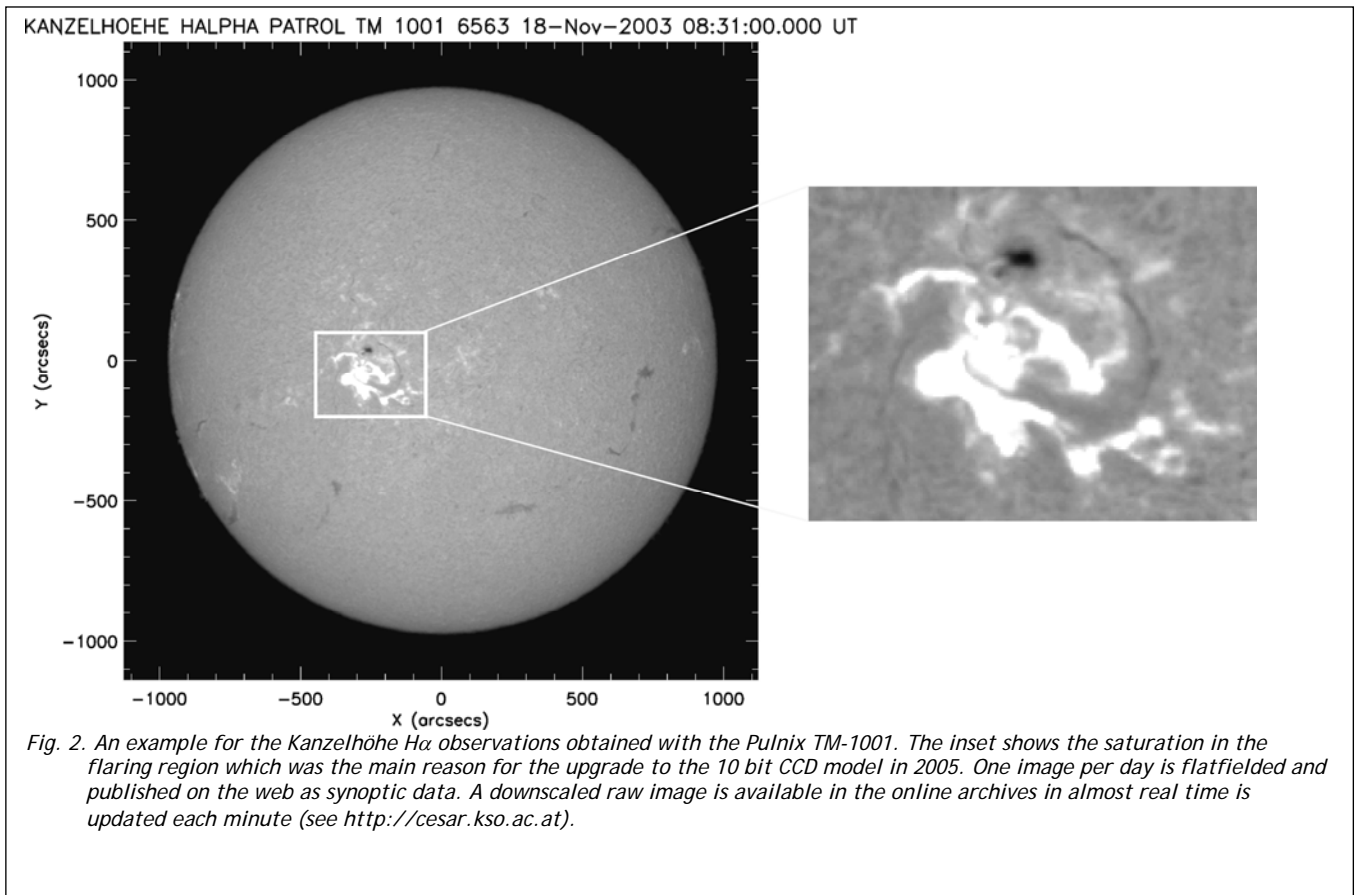 KANZELHOEHE HALPHA PATROL TM 1001 6563 18-Nov-2003 08:31:00.000 UT
1000
500
0
-500
-1000
Y (arcsecs)
-1000 -500 0 500 1000
X (arcsecs)
Fig. 2. An example for the Kanzelhöhe Hα observations obtained with the Pulnix TM-1001. The inset shows the saturation in the
flaring region which was the main reason for the upgrade to the 10 bit CCD model in 2005. One image per day is flatfielded and
published on the web as synoptic data. A downscaled raw image is available in the online archives in almost real time is
updated each minute (see http://cesar.kso.ac.at).